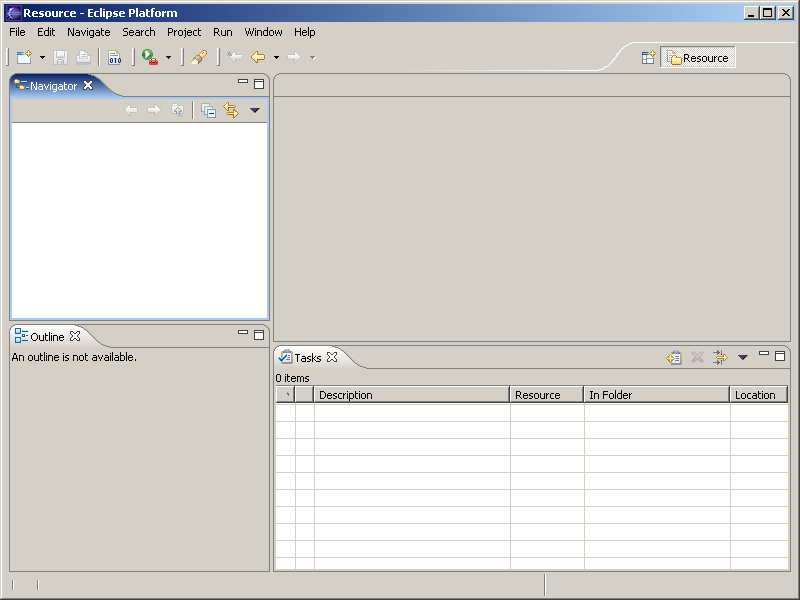 Resource - Eclipse Platform
File Edit Navigate Search Project Run Window Help
010
Resource
Navigator
Outline
An outline is not available.
Tasks
0 items
Description Resource In Folder Location